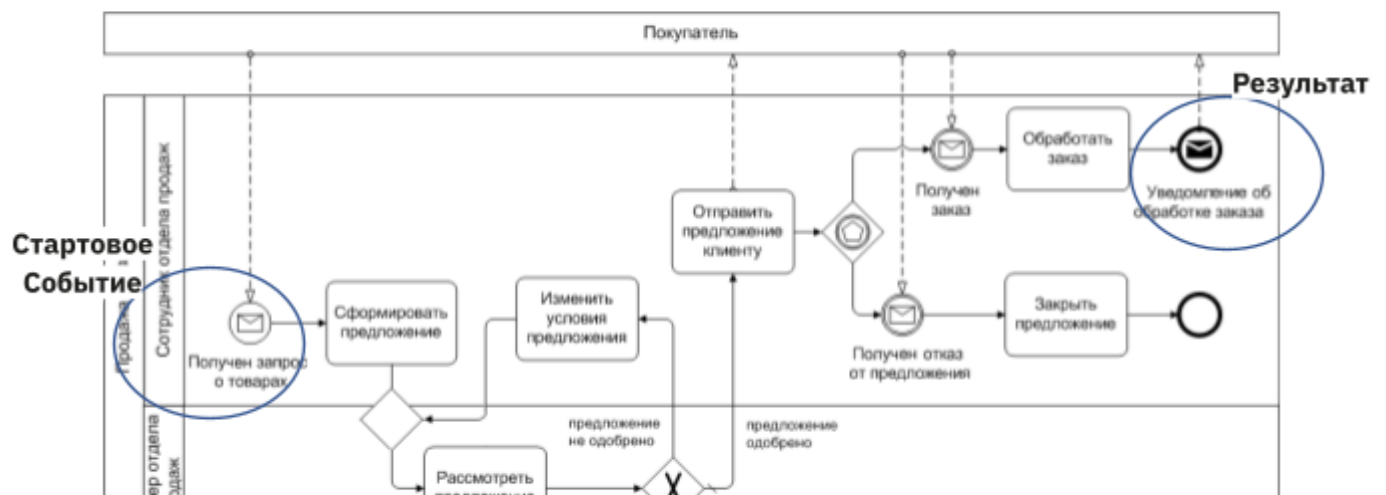 Покупатель
Результат
Обработать
заказ
Получен
заказ
Уведомление об
обработке заказа
Отправить
предложение
клиенту
Стартовое
Событие
Продажа
Сотрудник отдела продаж
Сформировать
предложение
Изменить
условия
предложения
Закрыть
предложение
Получен запрос
о товарах
Получен отказ
от предложения
предложение
не одобрено
предложение
одобрено
отдела
Рассмотреть